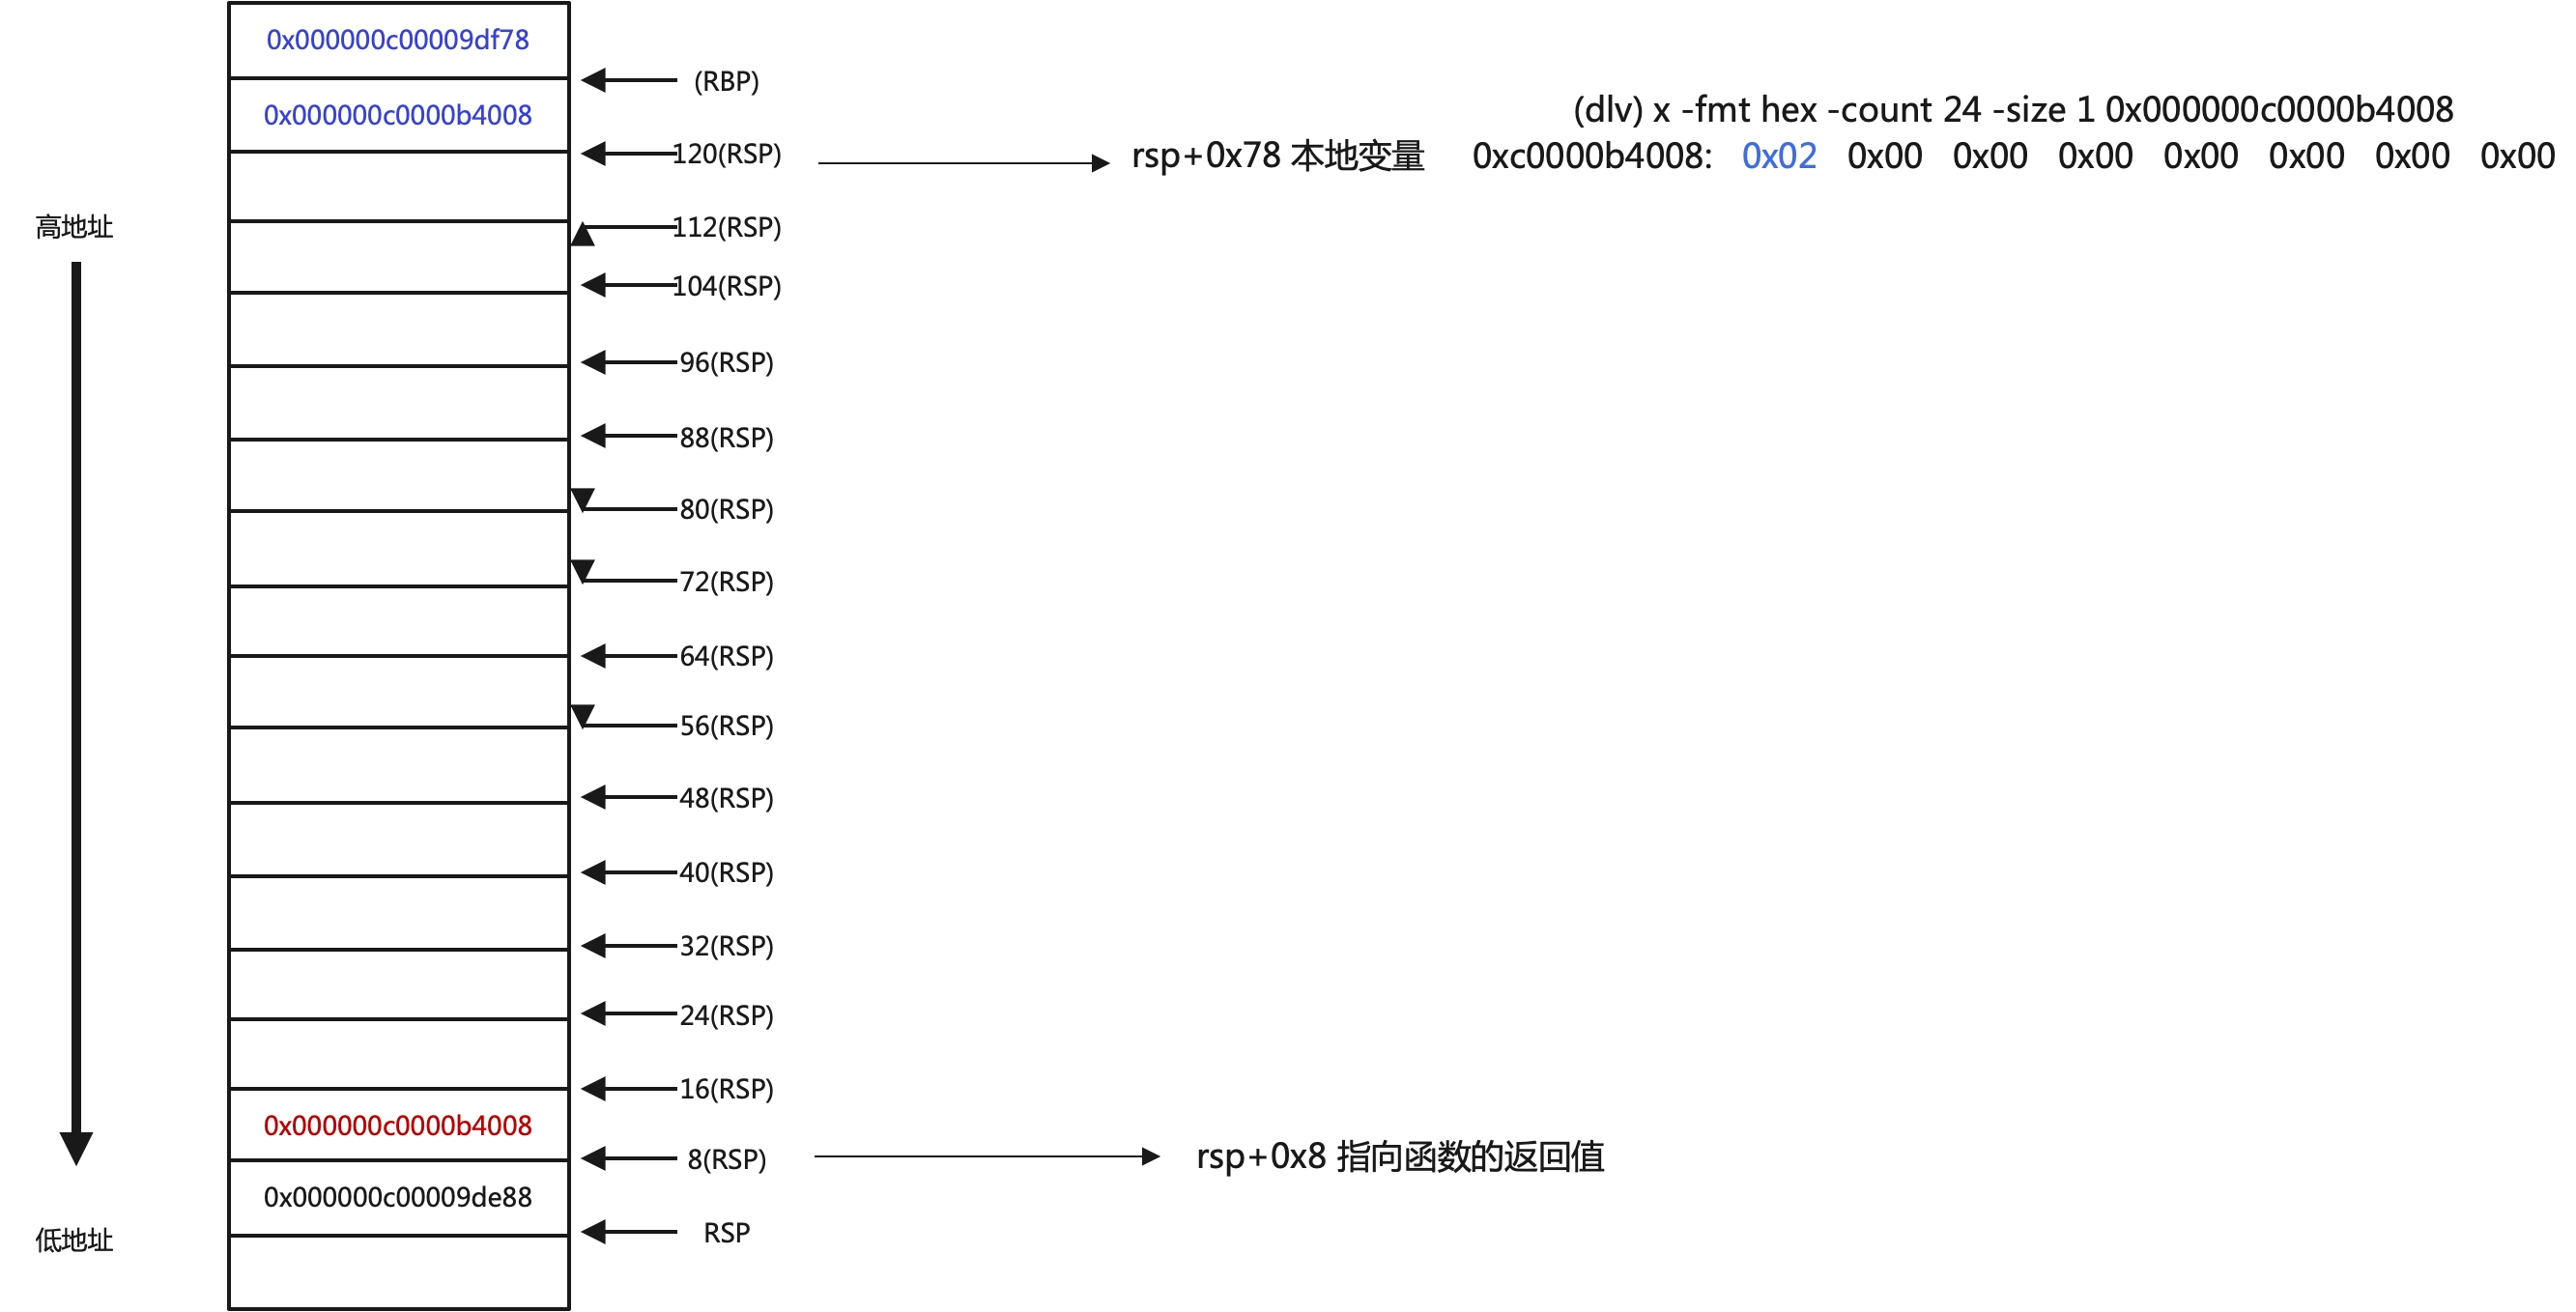 0x000000c00009df78
(RBP)
(dlv) x -fmt hex -count 24 -size 1 0x000000c0000b4008
0x000000c0000b4008
120(RSP)
rsp+0x78 本地变量
0xc0000b4008: 0x02 0x00 0x00 0x00 0x00 0x00 0x00 0x00
高地址
112(RSP)
104(RSP)
96(RSP)
88(RSP)
80(RSP)
72(RSP)
64(RSP)
56(RSP)
48(RSP)
40(RSP)
32(RSP)
24(RSP)
16(RSP)
0x000000c0000b4008
8(RSP)
rsp+0x8 指向函数的返回值
0x000000c00009de88
RSP
低地址